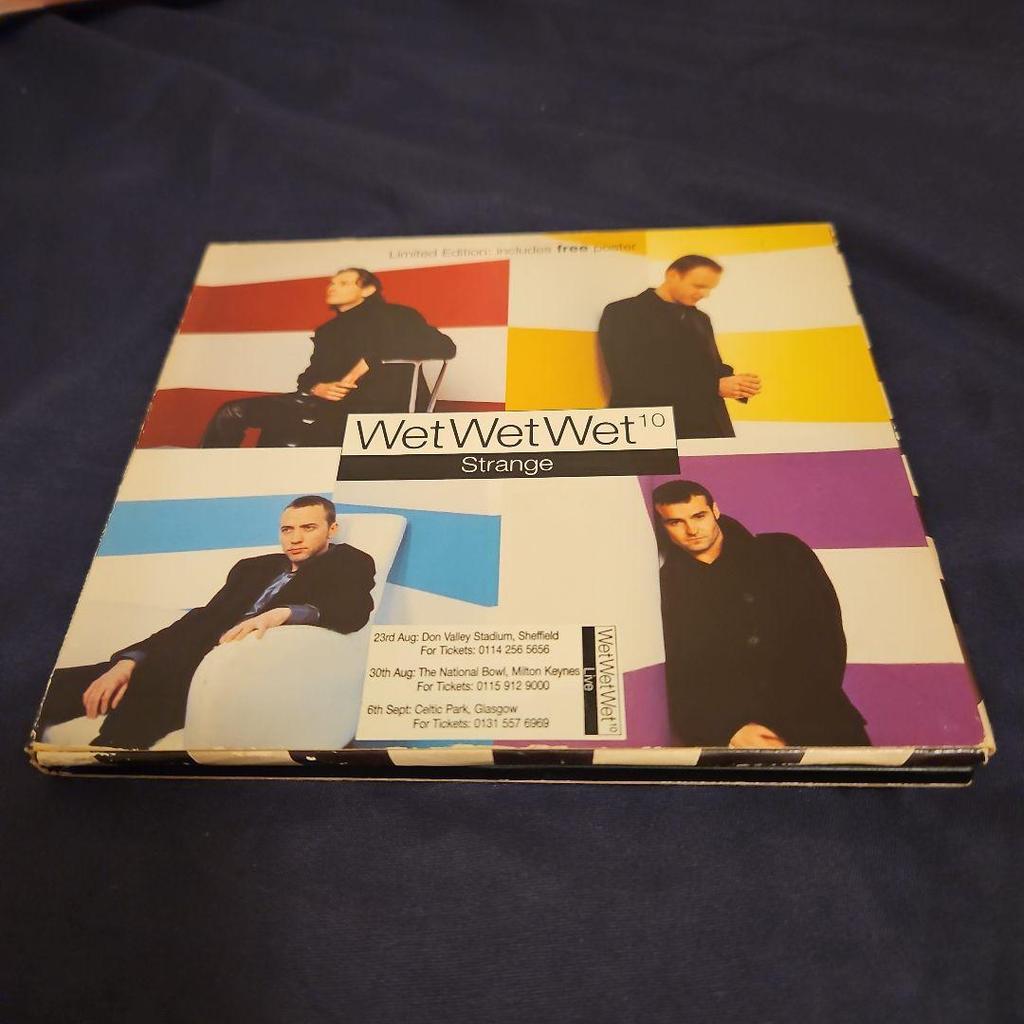 Limited Edition: includes free poster
WetWetWet10
Strange
23rd Aug: Don Valley Stadium, Sheffield
For Tickets: 0114 256 5656
30th Aug: The National Bowl, Milton Keynes
For Tickets: 0115 912 9000
6th Sept: Celtic Park, Glasgow
For Tickets: 0131 557 6969
WetWetWet10
Live